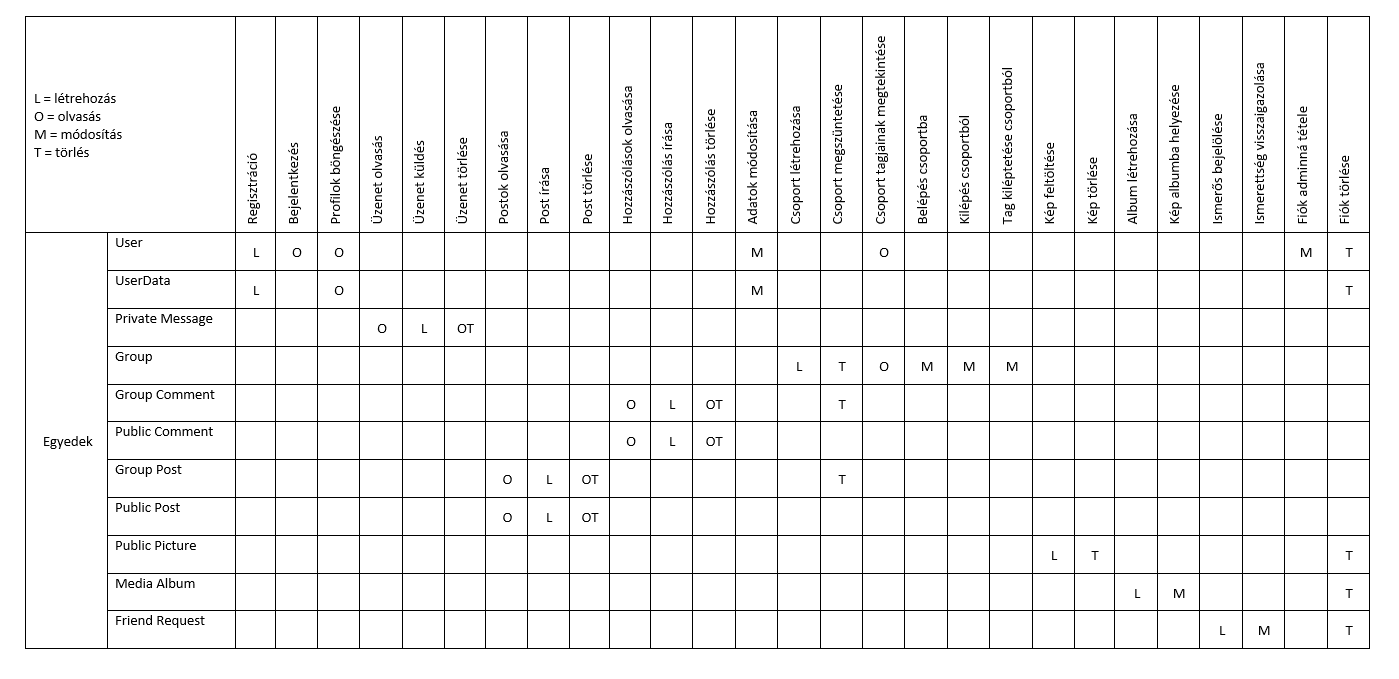 L = létrehozás
O = olvasás
M = módosítás
T = törlés
Regisztráció
Bejelentkezés
Profilok böngészése
Üzenet olvasás
Üzenet küldés
Üzenet törlése
Postok olvasása
Post írása
Post törlése
Hozzászólások olvasása
Hozzászólás írása
Hozzászólás törlése
Adatok módosítása
Csoport létrehozása
Csoport megszüntetése
Csoport tagjainak megtekintése
Belépés csoportba
Kilépés csoportból
Tag kiléptetése csoportból
Kép feltöltése
Kép törlése
Album létrehozása
Kép albumba helyezése
Ismerős bejelölése
Ismerettség visszaigazolása
Fiók adminná tétele
Fiók törlése
Egyedek
User L O O M O M T
UserData L O M T
Private Message O L OT
Group L T O M M M
Group Comment O L OT T
Public Comment O L OT
Group Post O L OT T
Public Post O L OT
Public Picture L T T
Media Album L M T
Friend Request L M T